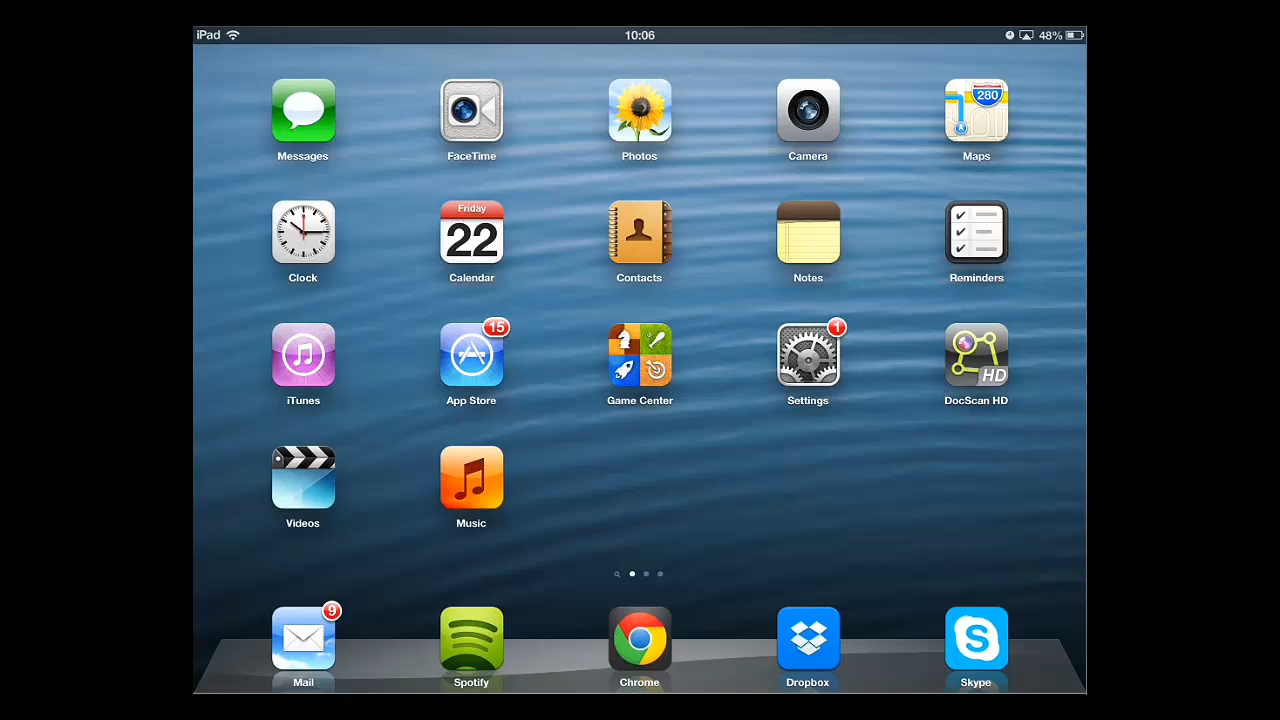 iPad 10:06 48%
280
Messages FaceTime Photos Camera Maps
Friday
22
Clock Calendar Contacts Notes Reminders
15 1
HD
iTunes App Store Game Center Settings DocScan HD
Videos Music
9
S
Mail Spotify Chrome Dropbox Skype